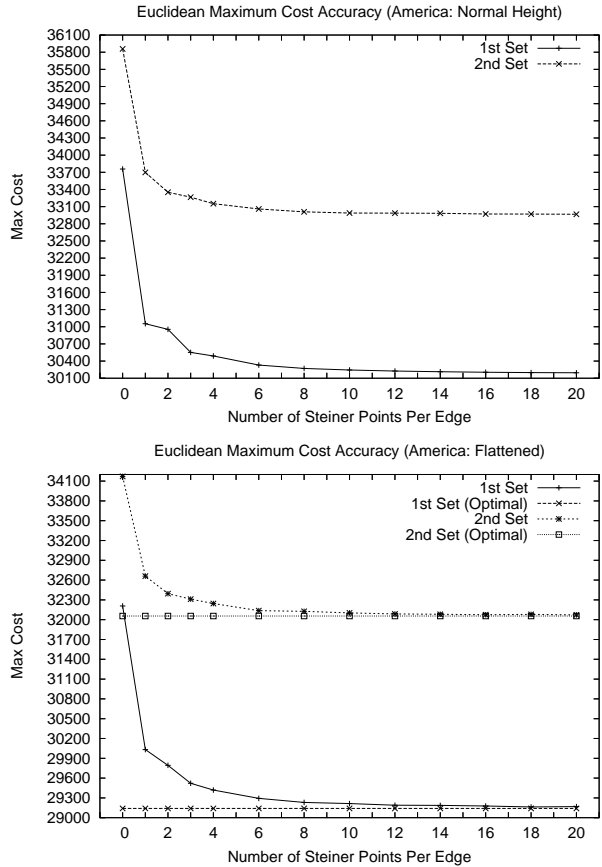 Euclidean Maximum Cost Accuracy (America: Normal Height)
36100
35800
35500
35200
34900
34600
34300
34000
33700
33400
33100
32800
32500
32200
31900
31600
31300
31000
30700
30400
30100
Max Cost
1st Set
2nd Set
0 2 4 6 8 10 12 14 16 18 20
Number of Steiner Points Per Edge
Euclidean Maximum Cost Accuracy (America: Flattened)
34100
33800
33500
33200
32900
32600
32300
32000
31700
31400
31100
30800
30500
30200
29900
29600
29300
29000
Max Cost
1st Set
1st Set (Optimal)
2nd Set
2nd Set (Optimal)
0 2 4 6 8 10 12 14 16 18 20
Number of Steiner Points Per Edge